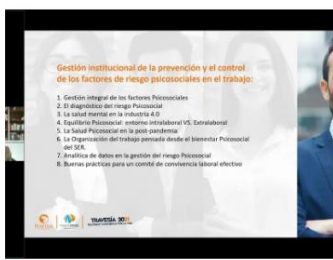 Gestión institucional de la prevención y el control
de los factores de riesgo psicosociales en el trabajo:
1. Gestión integral de los factores Psicosociales
2. El diagnóstico del riesgo Psicosocial
3. La salud mental en la industria 4.0
4. Equilibrio Psicosocial: entorno intralaboral VS. Extralaboral
5. La Salud Psicosocial en la post-pandemia
6. La Organización del trabajo pensada desde el bienestar Psicosocial
del SER.
7. Analítica de datos en la gestión del riesgo Psicosocial
8. Buenas prácticas para un comité de convivencia laboral efectivo
TRAVESÍA